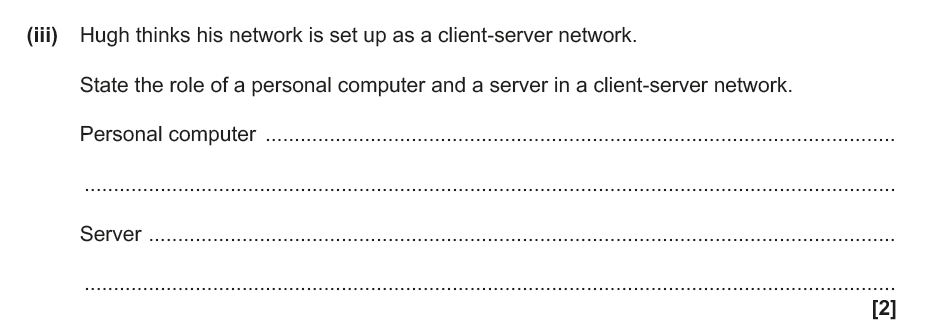 (iii) Hugh thinks his network is set up as a client-server network.
State the role of a personal computer and a server in a client-server network.
Personal computer ..............................................................................................................
..............................................................................................................................................
Server ...................................................................................................................................
..............................................................................................................................................
[2]